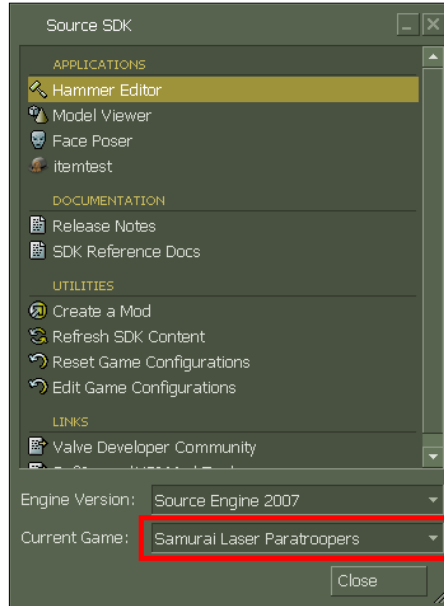 Source SDK
APPLICATIONS
Hammer Editor
Model Viewer
Face Poser
itemtest
DOCUMENTATION
Release Notes
SDK Reference Docs
UTILITIES
Create a Mod
Refresh SDK Content
Reset Game Configurations
Edit Game Configurations
LINKS
Valve Developer Community
Engine Version: Source Engine 2007
Current Game: Samurai Laser Paratroopers
Close